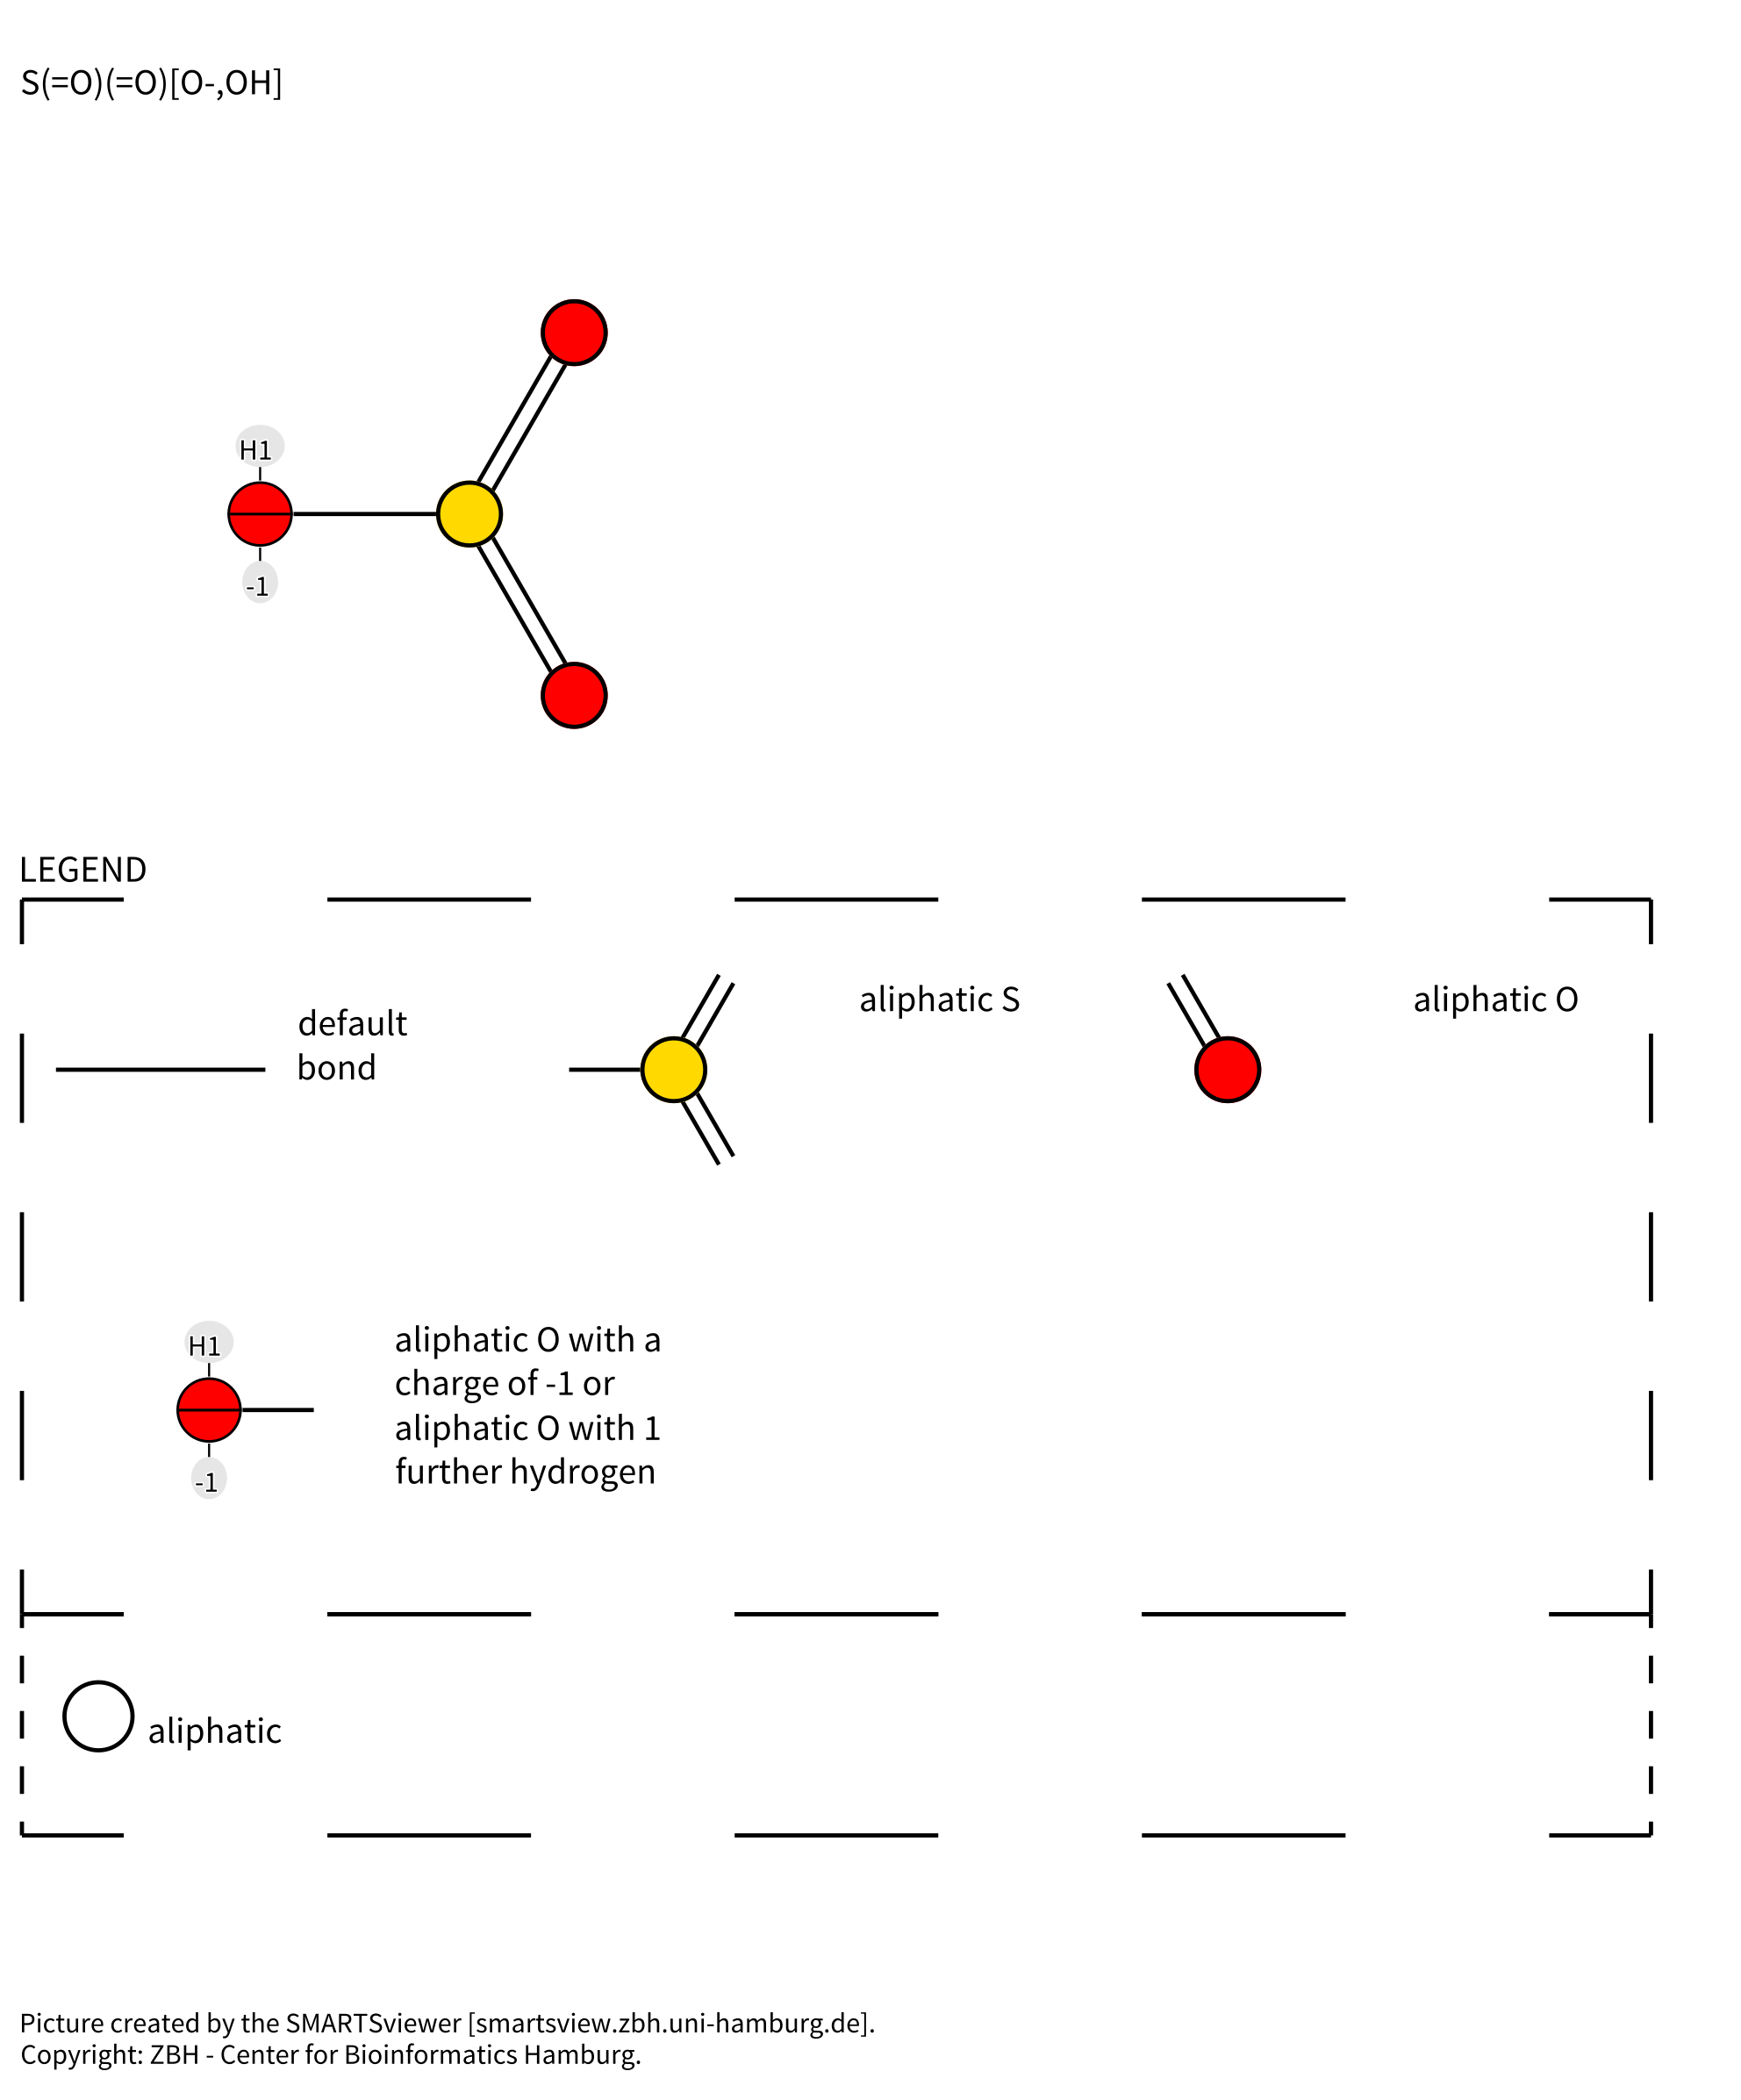 S(=O)(=O)[O-,OH]
H1
-1
LEGEND
default
bond
aliphatic S
aliphatic O
H1
-1
aliphatic O with a
charge of -1 or
aliphatic O with 1
further hydrogen
aliphatic
Picture created by the SMARTSviewer [smartsview.zbh.uni-hamburg.de].
Copyright: ZBH - Center for Bioinformatics Hamburg.